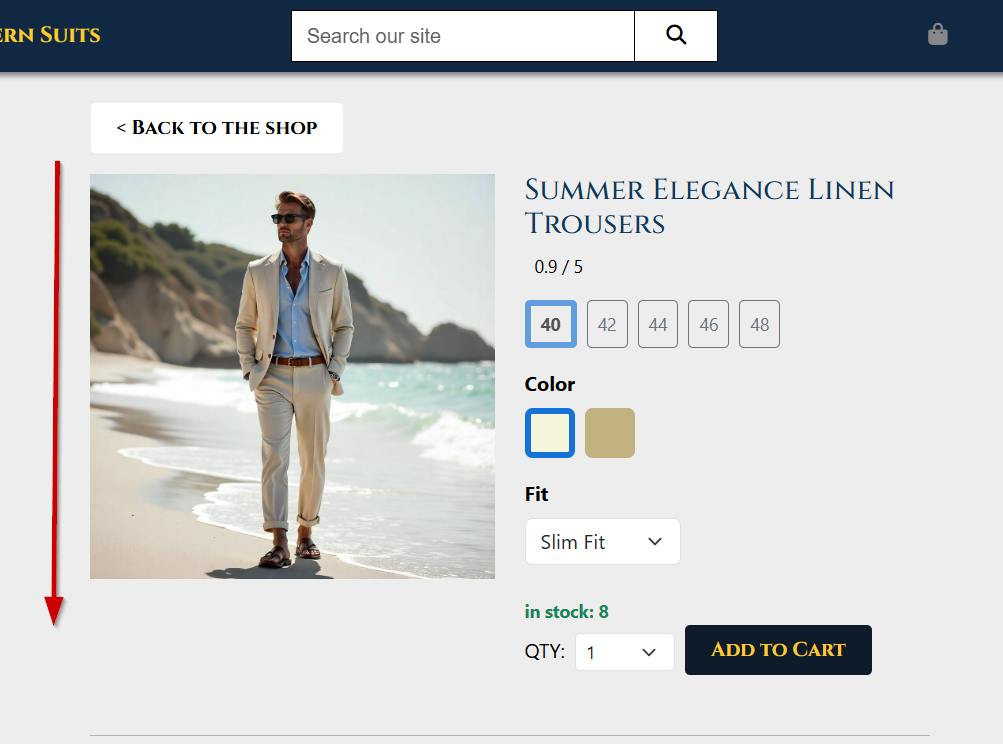 ERN SUITS
Search our site
< BACK TO THE SHOP
SUMMER ELEGANCE LINEN
TROUSERS
0.9 / 5
40 42 44 46 48
Color
Fit
Slim Fit
in stock: 8
QTY: 1 ADD TO CART